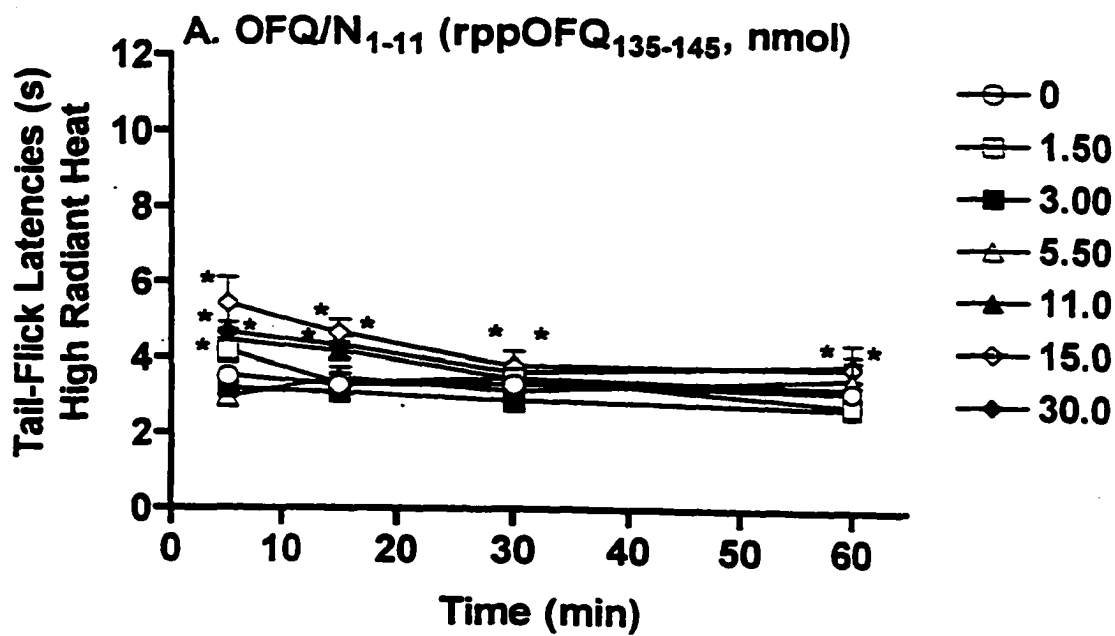 A. OFQ/N1-11 (rppOFQ135-145, nmol)
Tail-Flick Latencies (s)
High Radiant Heat
12
10
8
6
4
2
0
* * * * * * * * * * * *
0 10 20 30 40 50 60
Time (min)
0
1.50
3.00
5.50
11.0
15.0
30.0